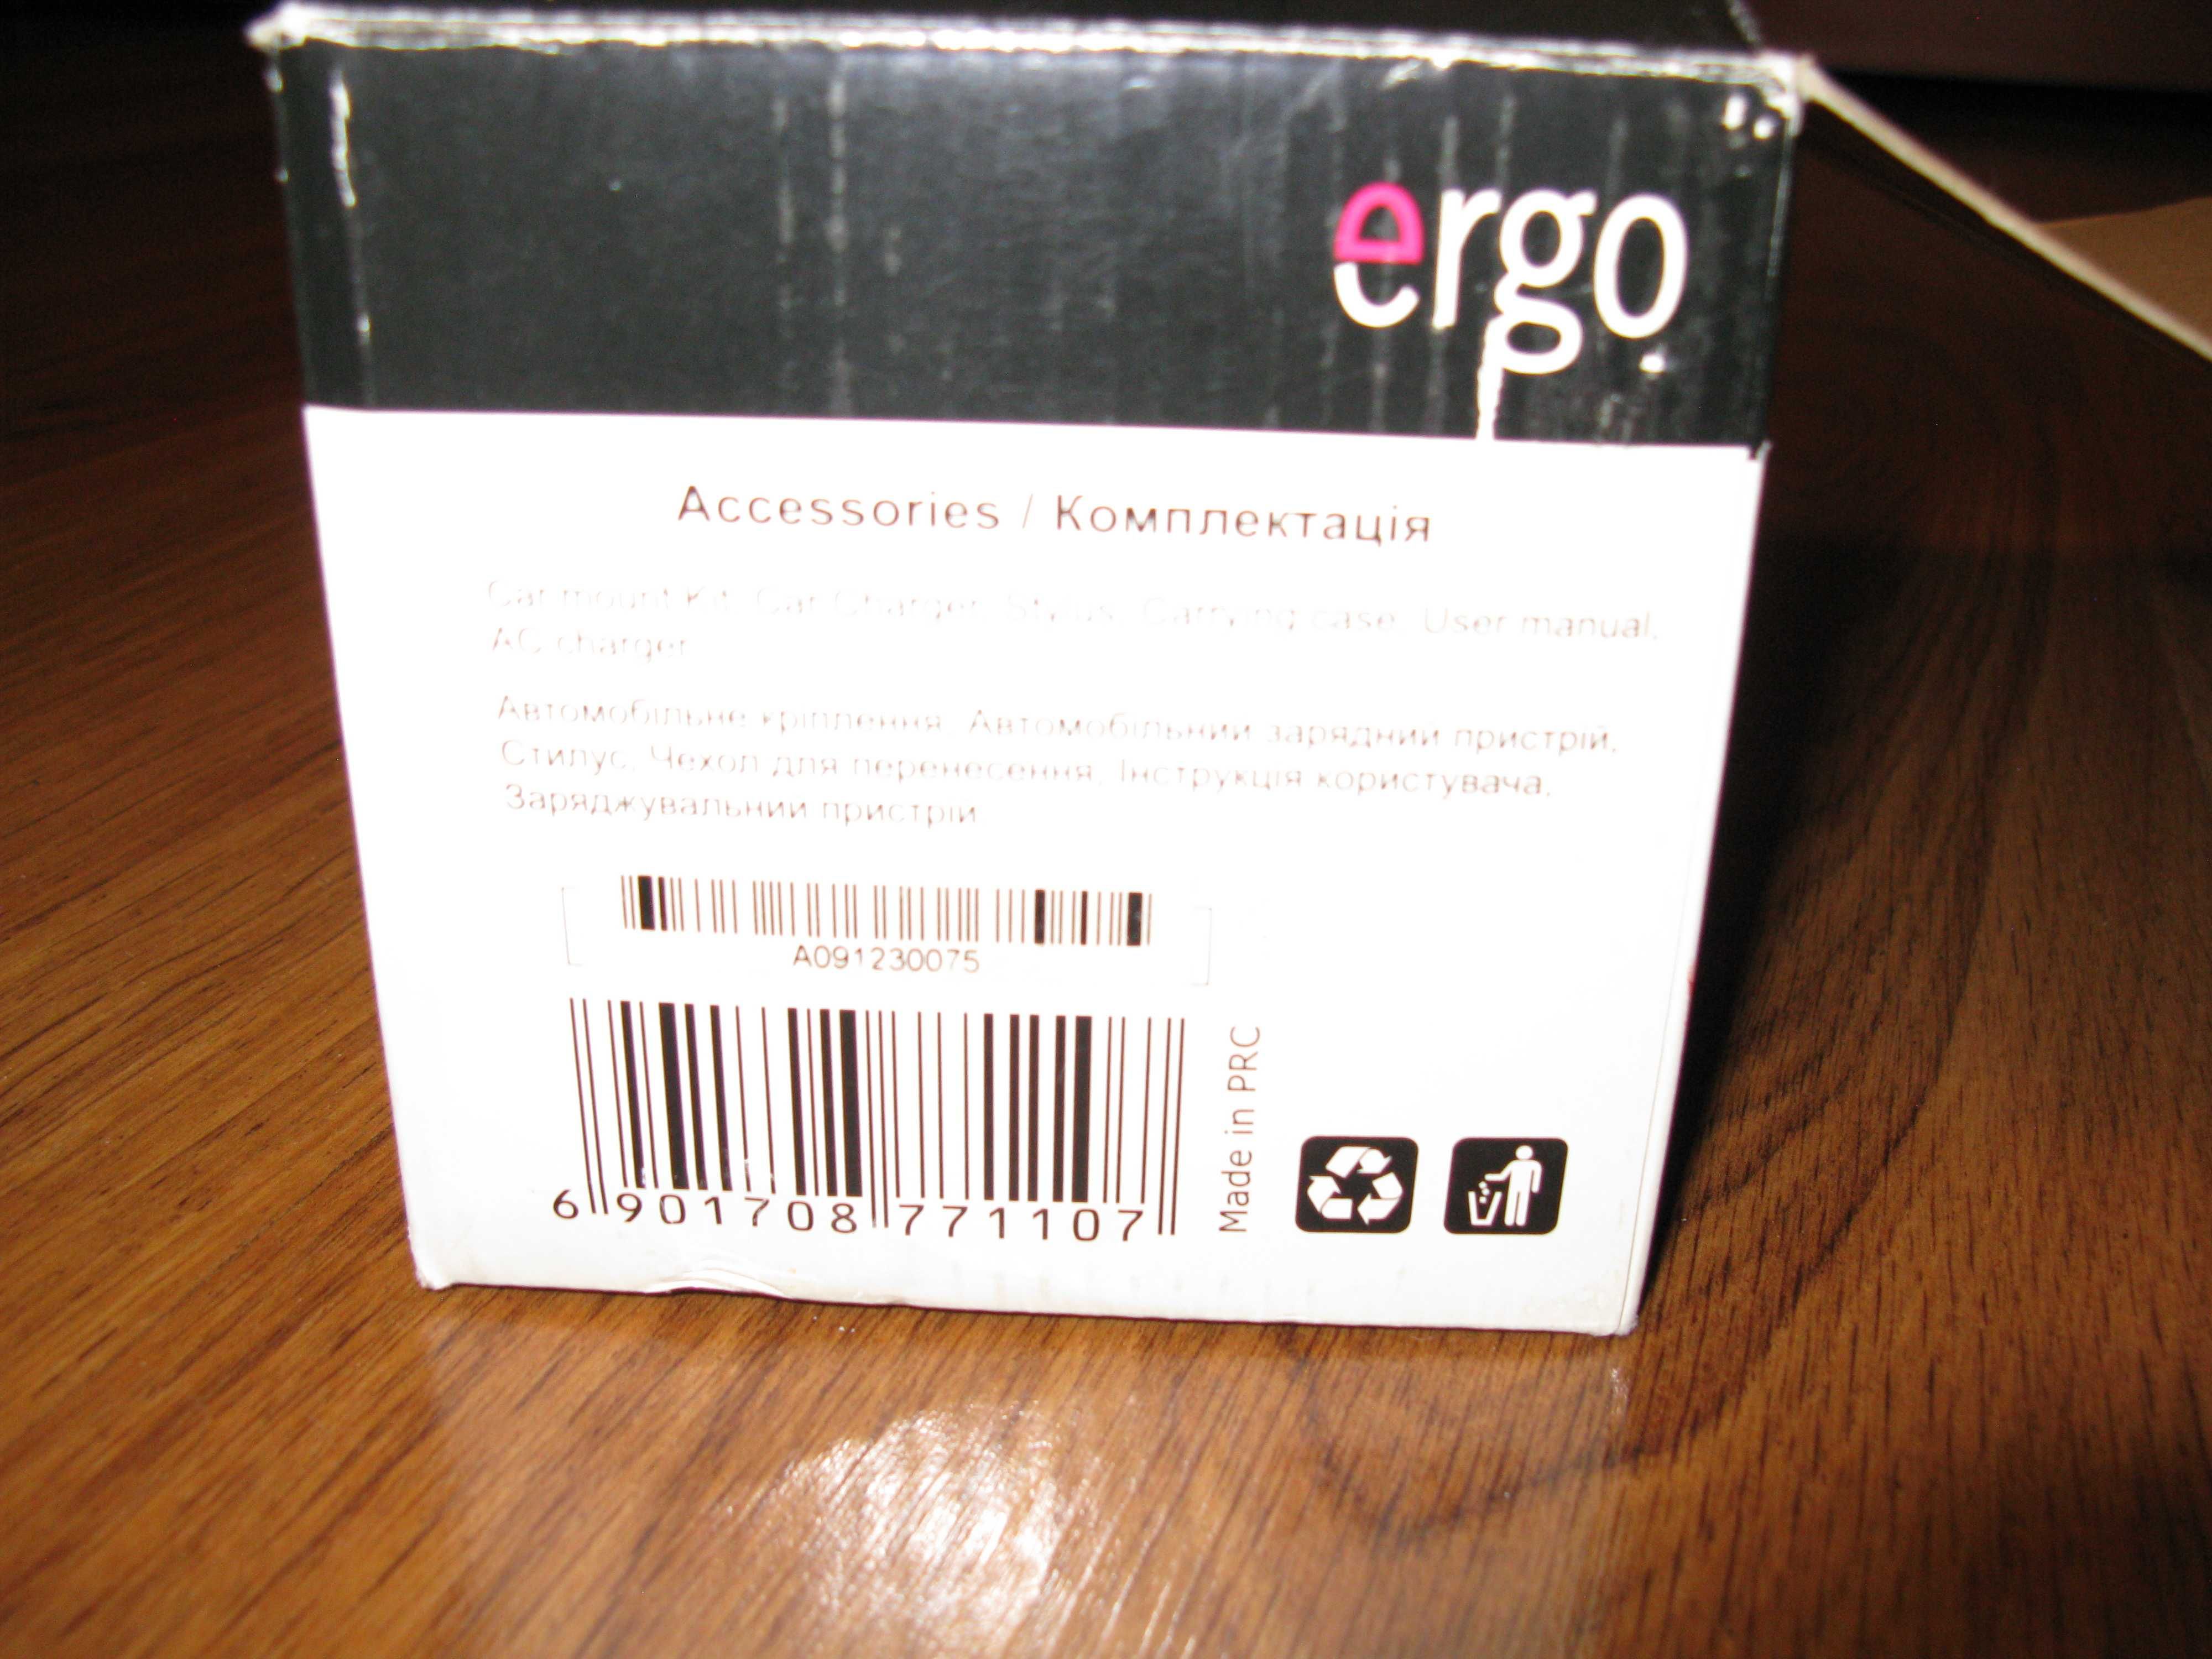 ergo
Accessories / Комплектація
Car mount Kit, Car Charger, Stylus, Carrying case, User manual,
AC charger
Автомобільне кріплення, Автомобільний зарядний пристрій,
Стилус, Чехол для перенесення, Інструкція користувача,
Заряджувальний пристрій
A091230075
6 901708 771107
Made in PRC